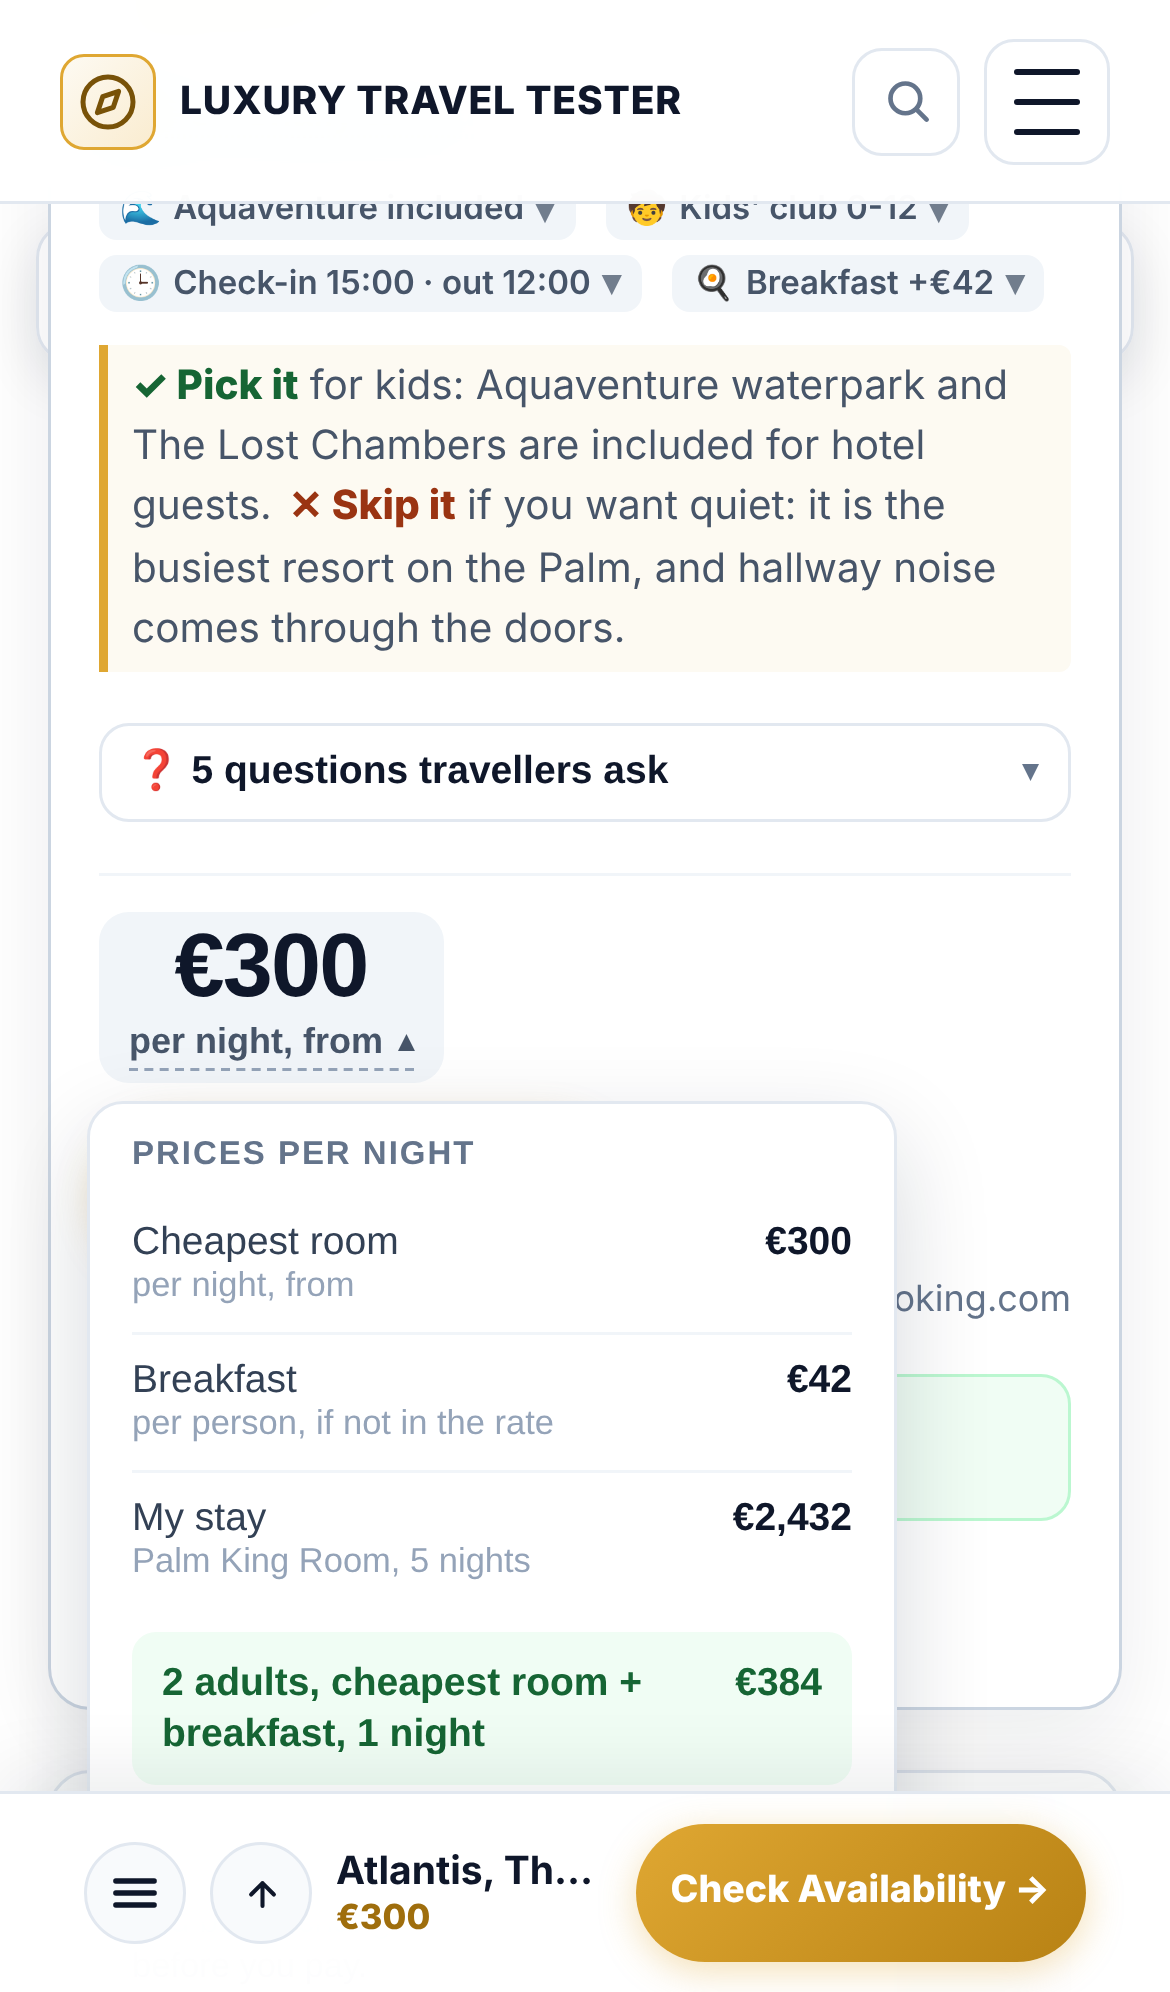 LUXURY TRAVEL TESTER
🌊 Aquaventure included ▼ 🧒 Kids' club 0-12 ▼
🕒 Check-in 15:00 · out 12:00 ▼ 🍳 Breakfast +€42 ▼
✓ Pick it for kids: Aquaventure waterpark and
The Lost Chambers are included for hotel
guests. ✕ Skip it if you want quiet: it is the
busiest resort on the Palm, and hallway noise
comes through the doors.
❓ 5 questions travellers ask ▼
€300
per night, from ▲
PRICES PER NIGHT
Cheapest room €300
per night, from
oking.com
Breakfast €42
per person, if not in the rate
My stay €2,432
Palm King Room, 5 nights
2 adults, cheapest room + €384
breakfast, 1 night
Atlantis, Th...
€300
Check Availability →